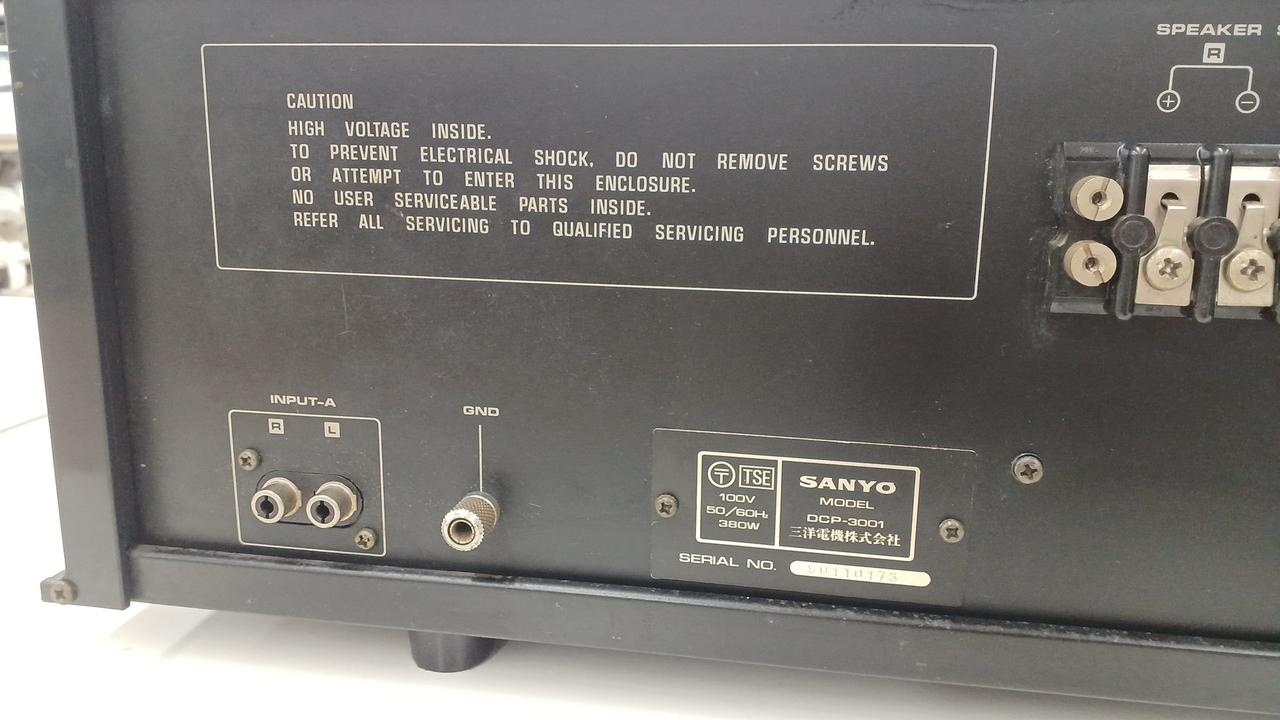 SPEAKER
R
+ −
CAUTION
HIGH VOLTAGE INSIDE.
TO PREVENT ELECTRICAL SHOCK, DO NOT REMOVE SCREWS
OR ATTEMPT TO ENTER THIS ENCLOSURE.
NO USER SERVICEABLE PARTS INSIDE.
REFER ALL SERVICING TO QUALIFIED SERVICING PERSONNEL.
INPUT-A
R L
GND
〒 TSE
100V
50/60Hz
380W
SANYO
MODEL
DCP-3001
三洋電機株式会社
SERIAL NO. 50110173